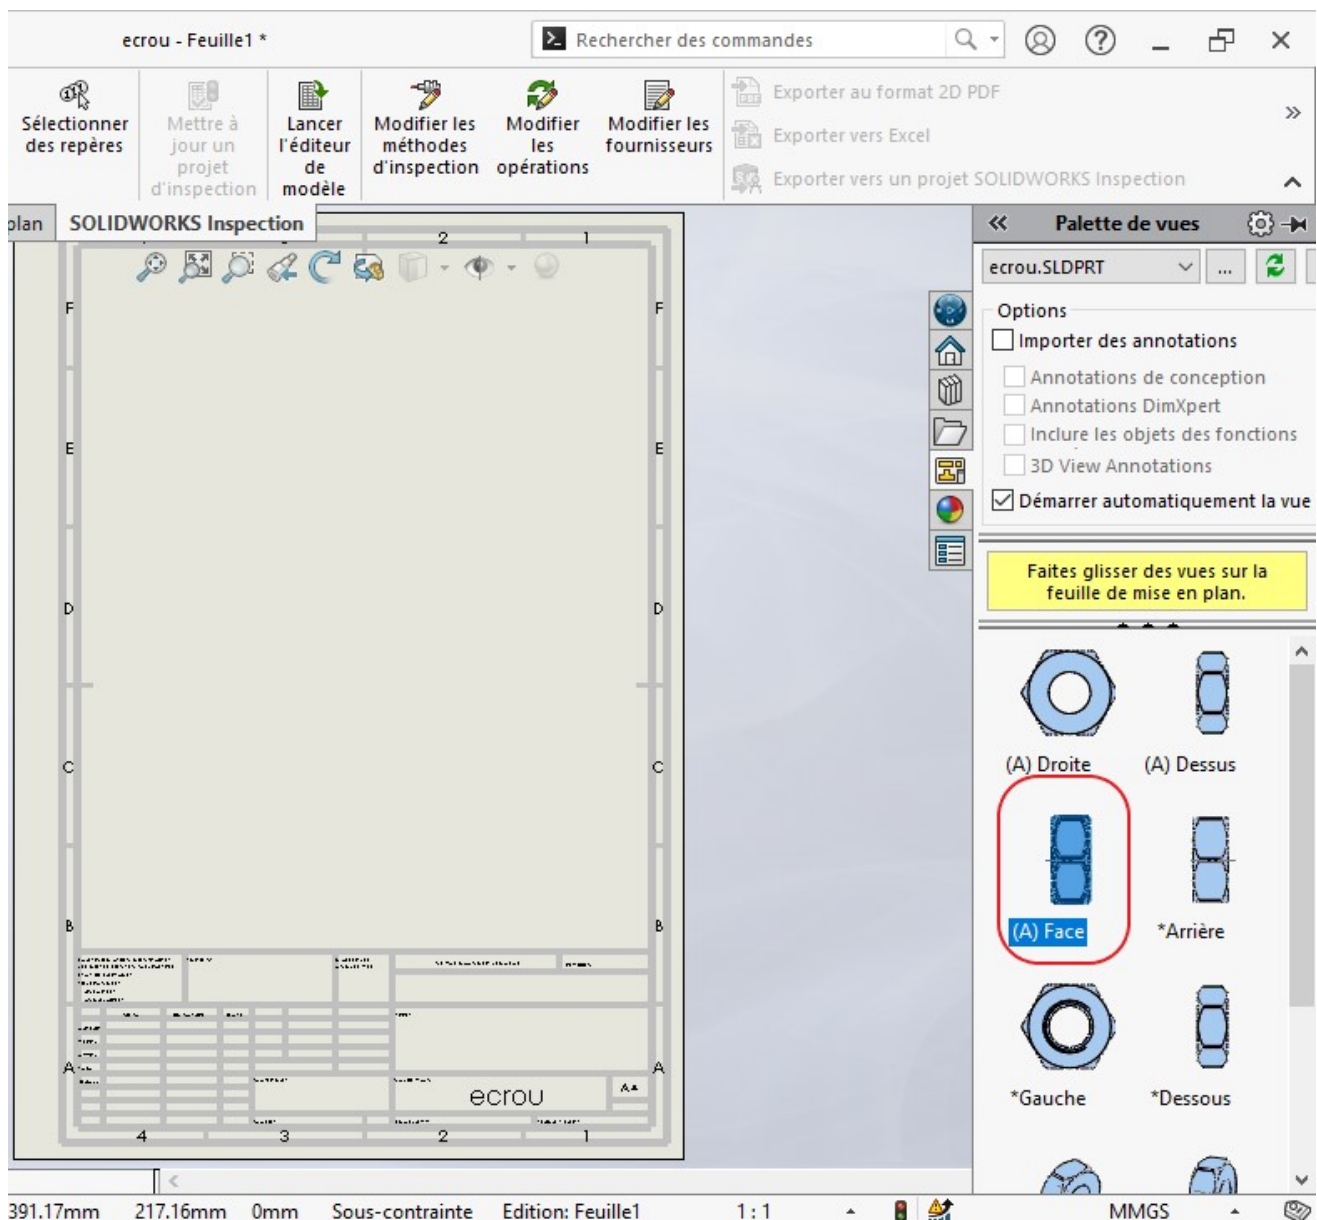 ecrou - Feuille1 *
Rechercher des commandes
Sélectionner
des repères
Mettre à
jour un
projet
d'inspection
Lancer
l'éditeur
de
modèle
Modifier les
méthodes
d'inspection
Modifier
les
opérations
Modifier les
fournisseurs
Exporter au format 2D PDF
Exporter vers Excel
Exporter vers un projet SOLIDWORKS Inspection
plan
SOLIDWORKS Inspection
Palette de vues
ecrou.SLDPRT
...
Options
Importer des annotations
Annotations de conception
Annotations DimXpert
Inclure les objets des fonctions
3D View Annotations
Démarrer automatiquement la vue
Faites glisser des vues sur la
feuille de mise en plan.
(A) Droite
(A) Dessus
(A) Face
*Arrière
*Gauche
*Dessous
2
1
F
F
E
E
D
D
C
C
B
B
A
A
ecrou
A4
4
3
2
1
391.17mm
217.16mm
0mm
Sous-contrainte
Edition: Feuille1
1 : 1
MMGS